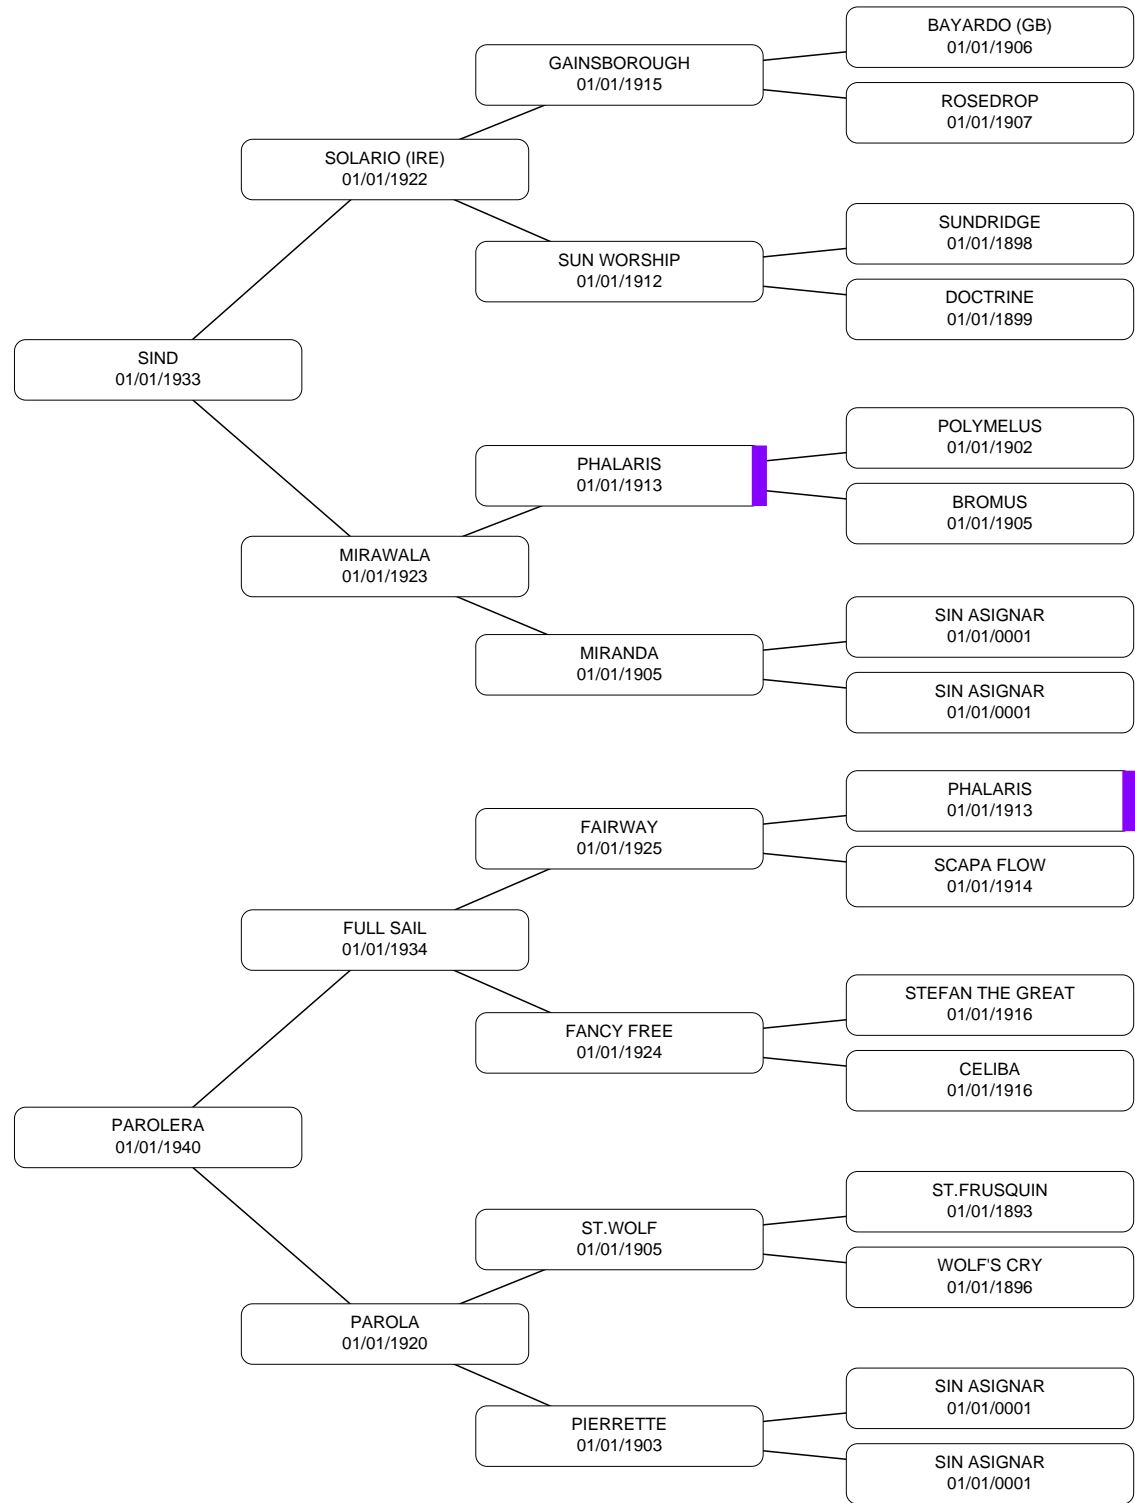 BAYARDO (GB)
01/01/1906
GAINSBOROUGH
01/01/1915
ROSEDROP
01/01/1907
SOLARIO (IRE)
01/01/1922
SUNDRIDGE
01/01/1898
SUN WORSHIP
01/01/1912
DOCTRINE
01/01/1899
SIND
01/01/1933
POLYMELUS
01/01/1902
PHALARIS
01/01/1913
BROMUS
01/01/1905
MIRAWALA
01/01/1923
SIN ASIGNAR
01/01/0001
MIRANDA
01/01/1905
SIN ASIGNAR
01/01/0001
PHALARIS
01/01/1913
FAIRWAY
01/01/1925
SCAPA FLOW
01/01/1914
FULL SAIL
01/01/1934
STEFAN THE GREAT
01/01/1916
FANCY FREE
01/01/1924
CELIBA
01/01/1916
PAROLERA
01/01/1940
ST.FRUSQUIN
01/01/1893
ST.WOLF
01/01/1905
WOLF'S CRY
01/01/1896
PAROLA
01/01/1920
SIN ASIGNAR
01/01/0001
PIERRETTE
01/01/1903
SIN ASIGNAR
01/01/0001